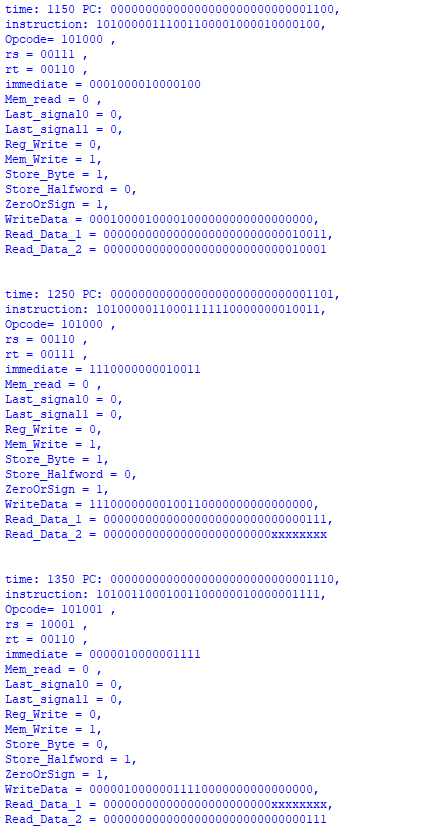 time: 1150 PC: 00000000000000000000000000001100,
instruction: 10100000111001100001000010000100,
Opcode= 101000 ,
rs = 00111 ,
rt = 00110 ,
immediate = 0001000010000100
Mem_read = 0 ,
Last_signal0 = 0,
Last_signal1 = 0,
Reg_Write = 0,
Mem_Write = 1,
Store_Byte = 1,
Store_Halfword = 0,
ZeroOrSign = 1,
WriteData = 00010000100001000000000000000000,
Read_Data_1 = 00000000000000000000000000010011,
Read_Data_2 = 00000000000000000000000000010001
time: 1250 PC: 00000000000000000000000000001101,
instruction: 10100000110001111110000000010011,
Opcode= 101000 ,
rs = 00110 ,
rt = 00111 ,
immediate = 1110000000010011
Mem_read = 0 ,
Last_signal0 = 0,
Last_signal1 = 0,
Reg_Write = 0,
Mem_Write = 1,
Store_Byte = 1,
Store_Halfword = 0,
ZeroOrSign = 1,
WriteData = 11100000000100110000000000000000,
Read_Data_1 = 00000000000000000000000000000111,
Read_Data_2 = 000000000000000000000000xxxxxxxx
time: 1350 PC: 00000000000000000000000000001110,
instruction: 10100110001001100000010000001111,
Opcode= 101001 ,
rs = 10001 ,
rt = 00110 ,
immediate = 0000010000001111
Mem_read = 0 ,
Last_signal0 = 0,
Last_signal1 = 0,
Reg_Write = 0,
Mem_Write = 1,
Store_Byte = 0,
Store_Halfword = 1,
ZeroOrSign = 1,
WriteData = 00000100000011110000000000000000,
Read_Data_1 = 000000000000000000000000xxxxxxxx,
Read_Data_2 = 00000000000000000000000000000111